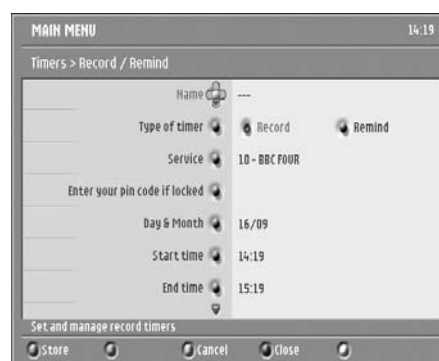 MAIN MENU 14:19
Timers > Record / Remind
Name ---
Type of timer Record Remind
Service 10 - BBC FOUR
Enter your pin code if locked
Day & Month 16/09
Start time 14:19
End time 15:19
Set and manage record timers
Store Cancel Close